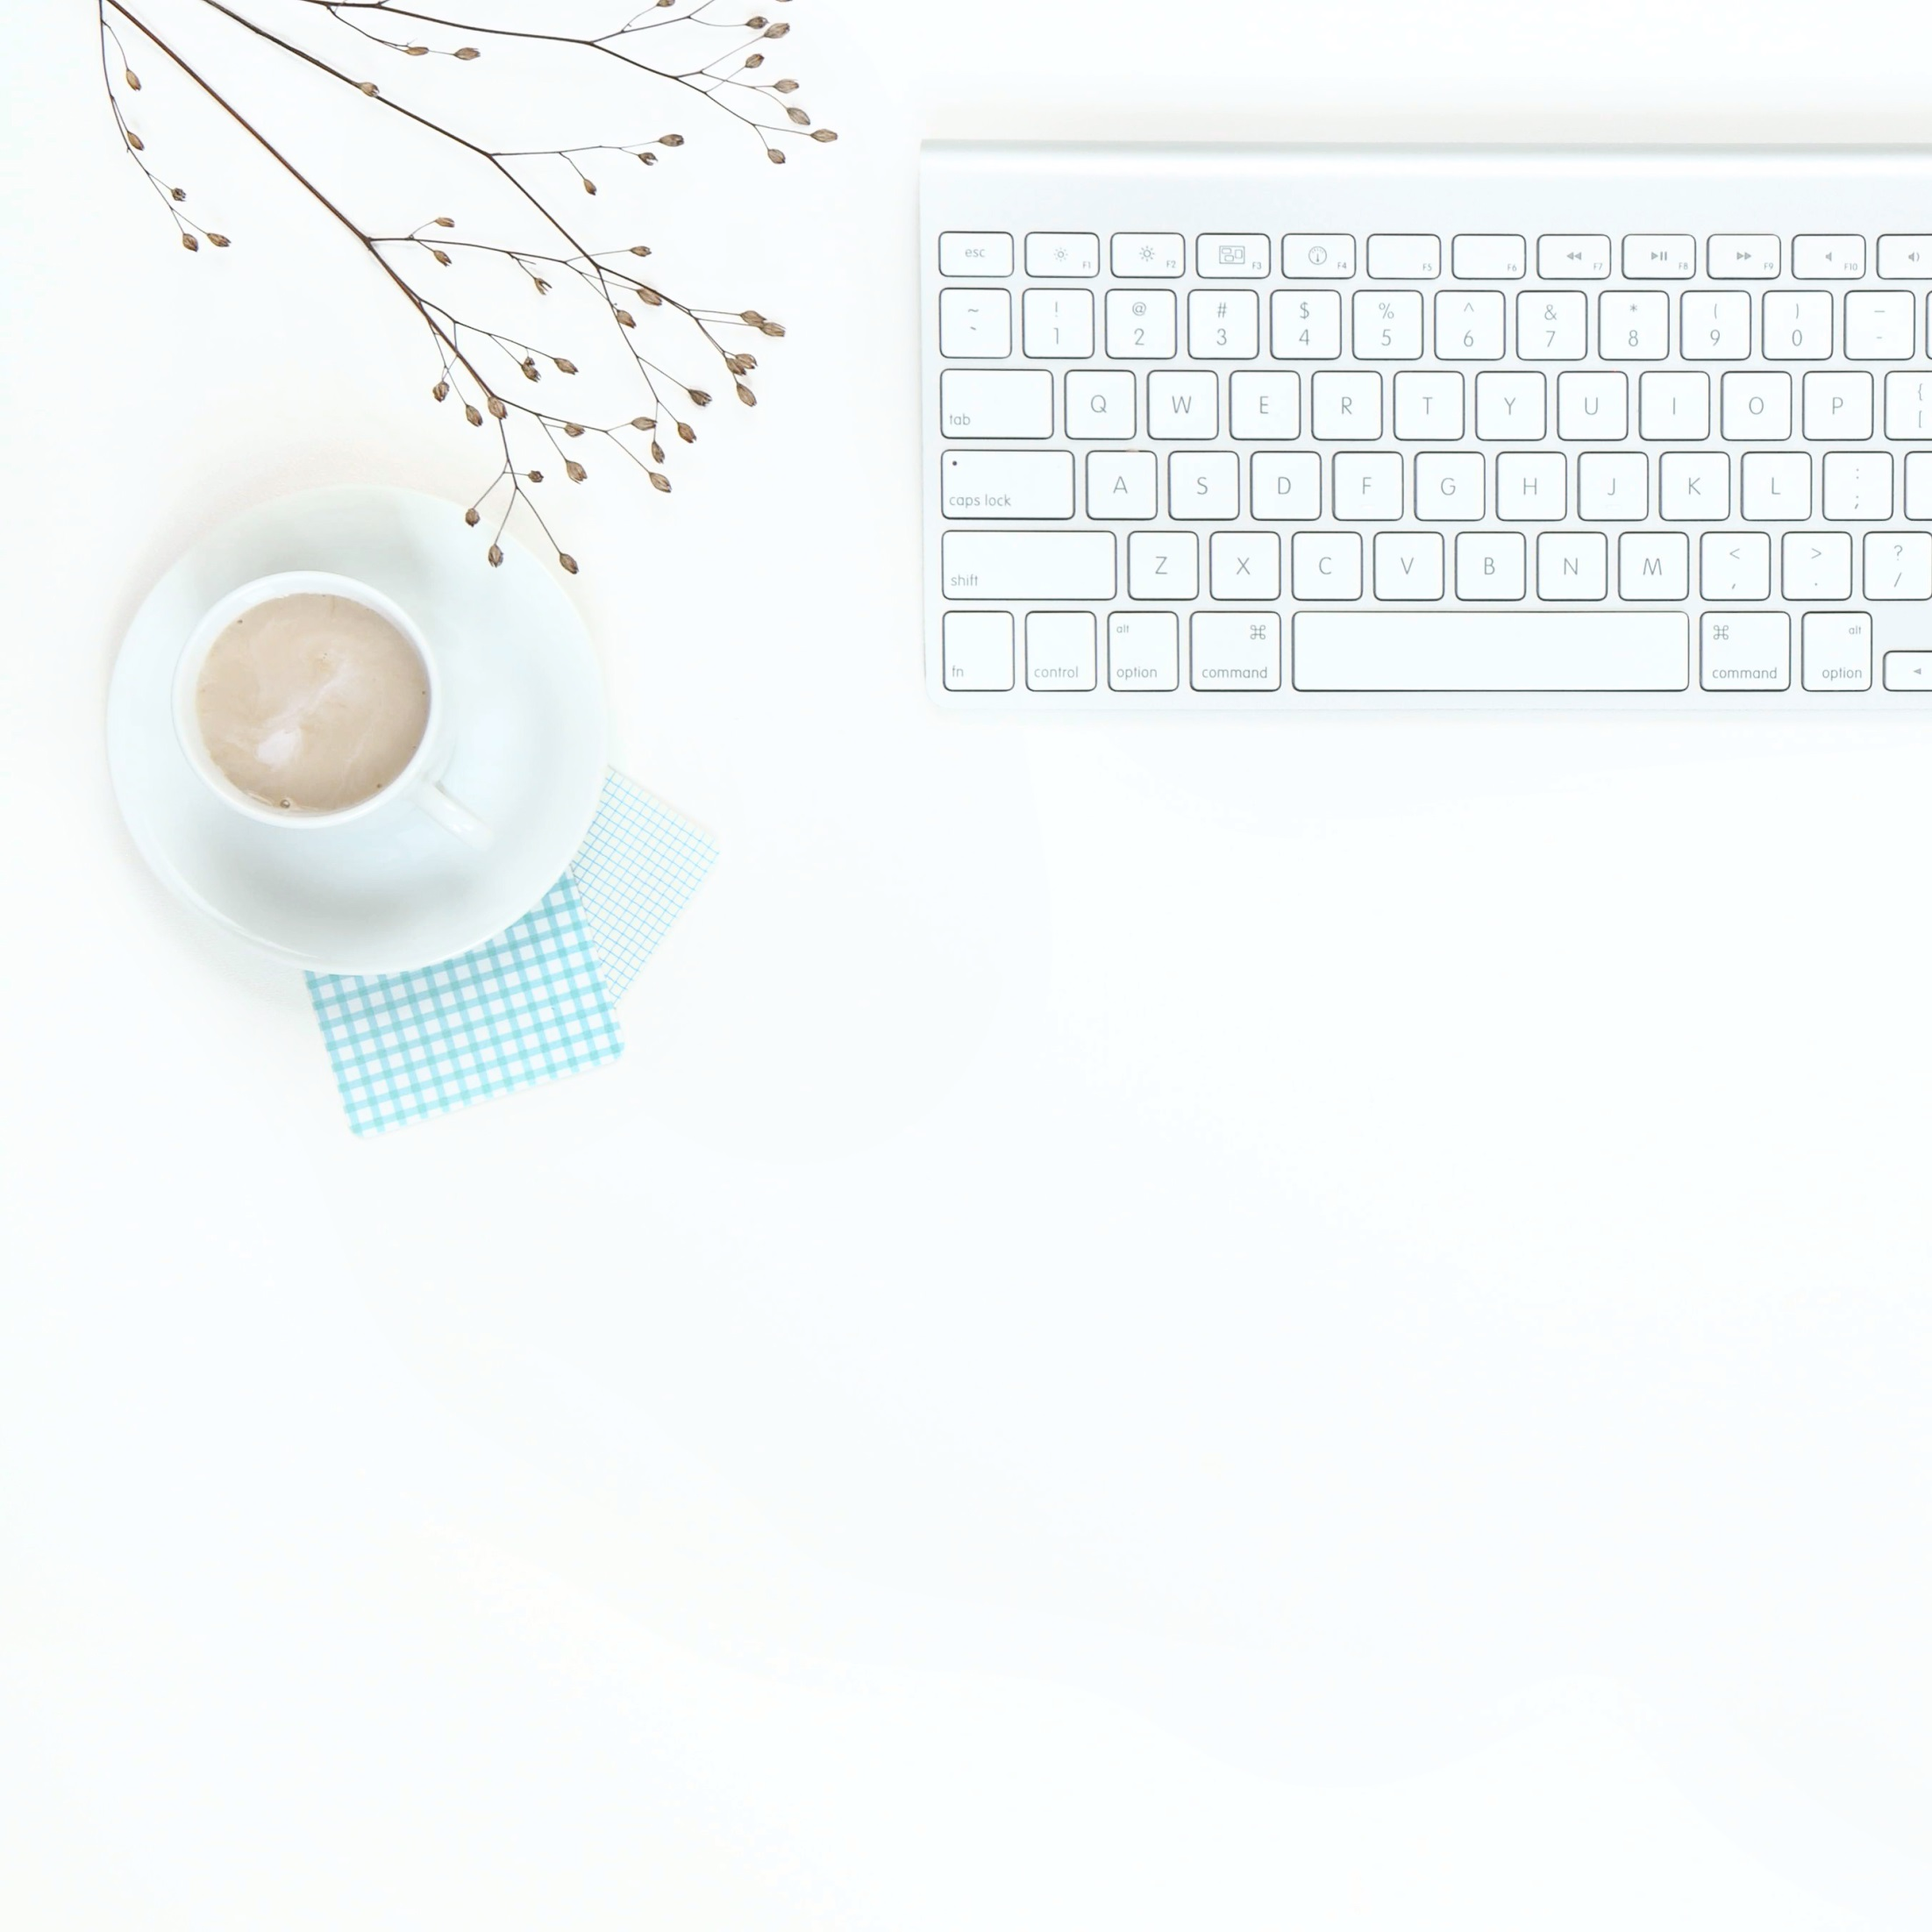 esc F1 F2 F3 F4 F5 F6 F7 F8 F9 F10
~ ! @ # $ % ^ & * ( ) —
` 1 2 3 4 5 6 7 8 9 0 -
tab Q W E R T Y U I O P { [
caps lock A S D F G H J K L : ;
shift Z X C V B N M < , > . ? /
alt ⌘ ⌘ alt
fn control option command command option